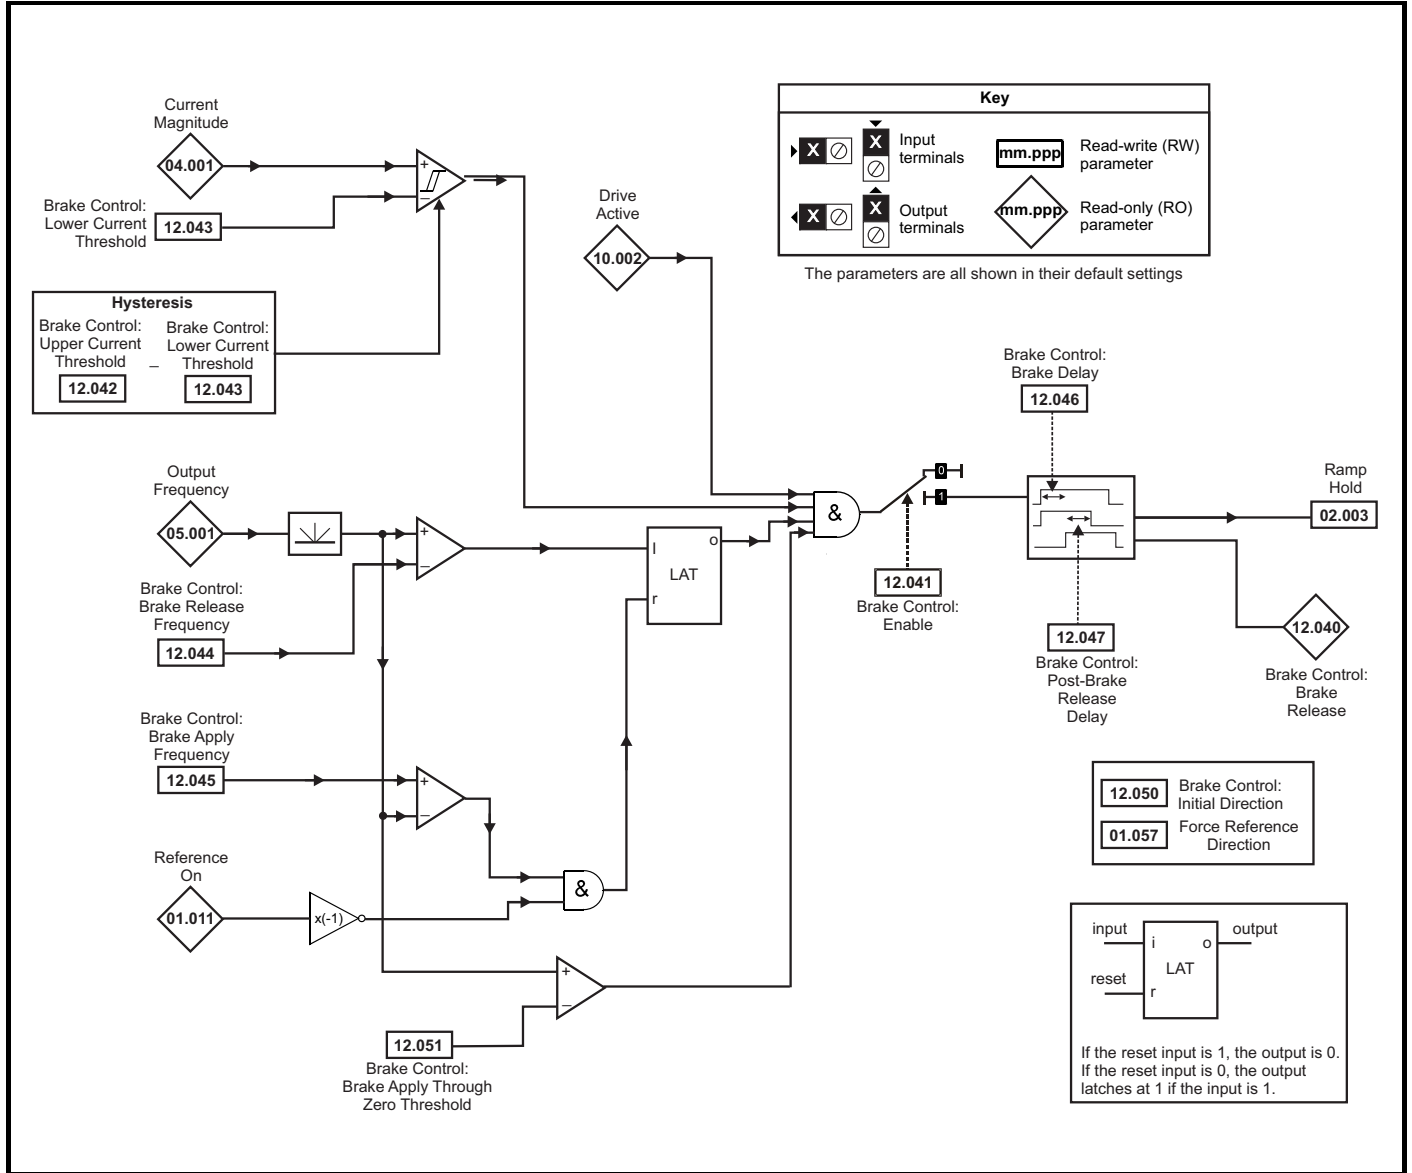 Current
Magnitude
04.001
+
–
Brake Control:
Lower Current
Threshold
12.043
Hysteresis
Brake Control:
Upper Current
Threshold
12.042
–
Brake Control:
Lower Current
Threshold
12.043
Drive
Active
10.002
Key
X
X
Input
terminals
mm.ppp
Read-write (RW)
parameter
X
X
Output
terminals
mm.ppp
Read-only (RO)
parameter
The parameters are all shown in their default settings
Output
Frequency
05.001
+
–
Brake Control:
Brake Release
Frequency
12.044
I
o
LAT
r
&
0
1
12.041
Brake Control:
Enable
Brake Control:
Brake Delay
12.046
12.047
Brake Control:
Post-Brake
Release
Delay
Ramp
Hold
02.003
12.040
Brake Control:
Brake
Release
Brake Control:
Brake Apply
Frequency
12.045
+
–
Reference
On
01.011
x(-1)
&
+
–
12.051
Brake Control:
Brake Apply Through
Zero Threshold
12.050
Brake Control:
Initial Direction
01.057
Force Reference
Direction
input
i
o
output
LAT
reset
r
If the reset input is 1, the output is 0.
If the reset input is 0, the output
latches at 1 if the input is 1.